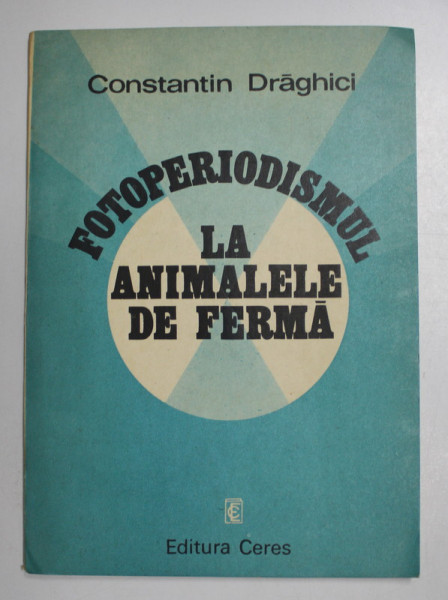 Constantin Drăghici
FOTOPERIODISMUL
LA
ANIMALELE
DE FERMĂ
Editura Ceres